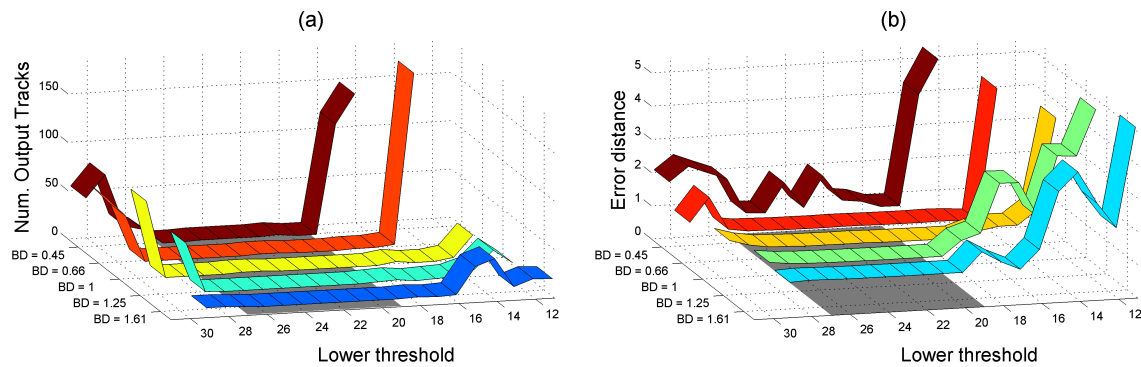 (a)
Num. Output Tracks
150
100
50
0
BD = 0.45
BD = 0.66
BD = 1
BD = 1.25
BD = 1.61
30 28 26 24 22 20 18 16 14 12
Lower threshold
(b)
Error distance
5
4
3
2
1
0
BD = 0.45
BD = 0.66
BD = 1
BD = 1.25
BD = 1.61
30 28 26 24 22 20 18 16 14 12
Lower threshold